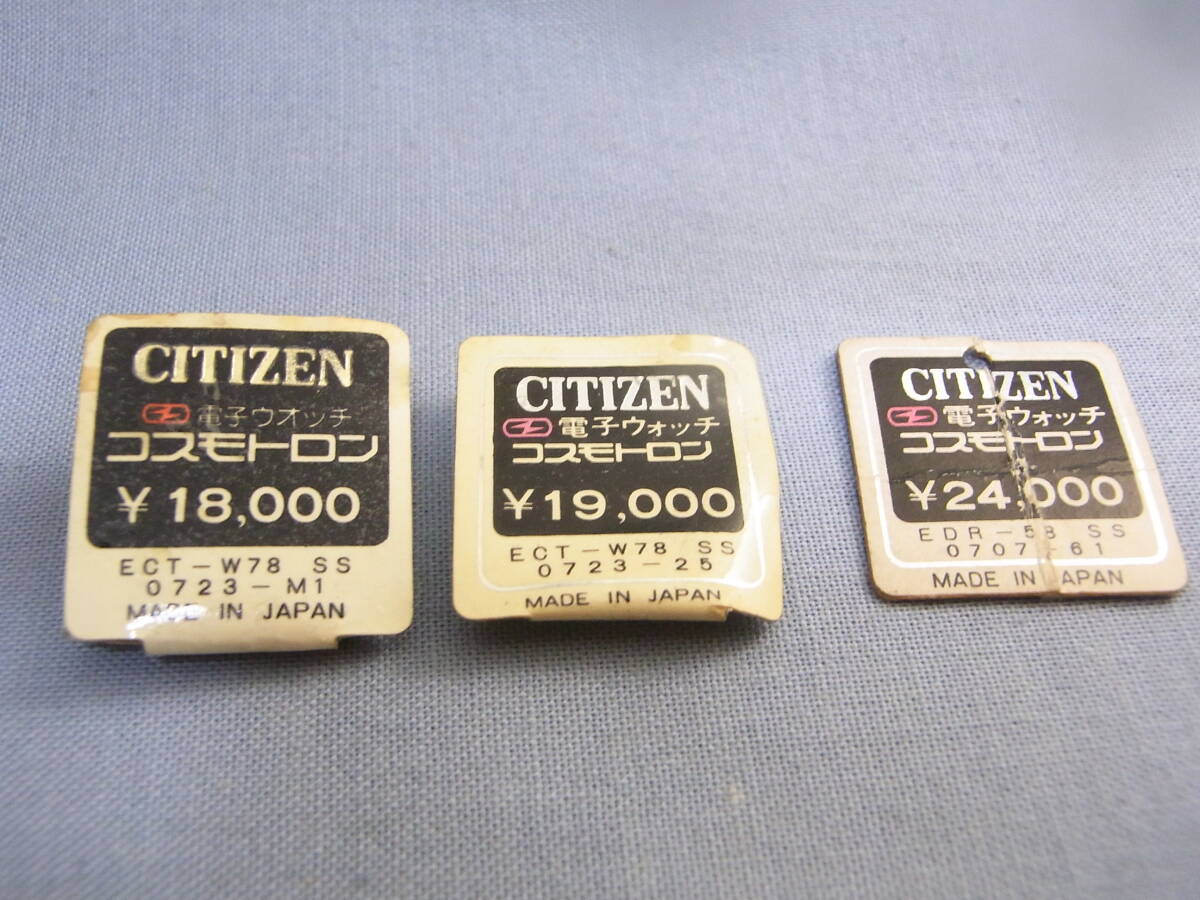 CITIZEN
電子ウオッチ
コスモトロン
¥18,000
ECT-W78 SS
0723-M1
MADE IN JAPAN
CITIZEN
電子ウォッチ
コスモトロン
¥19,000
ECT-W78 SS
0723-25
MADE IN JAPAN
CITIZEN
電子ウォッチ
コスモトロン
¥24,000
EDR-58 SS
0707-61
MADE IN JAPAN